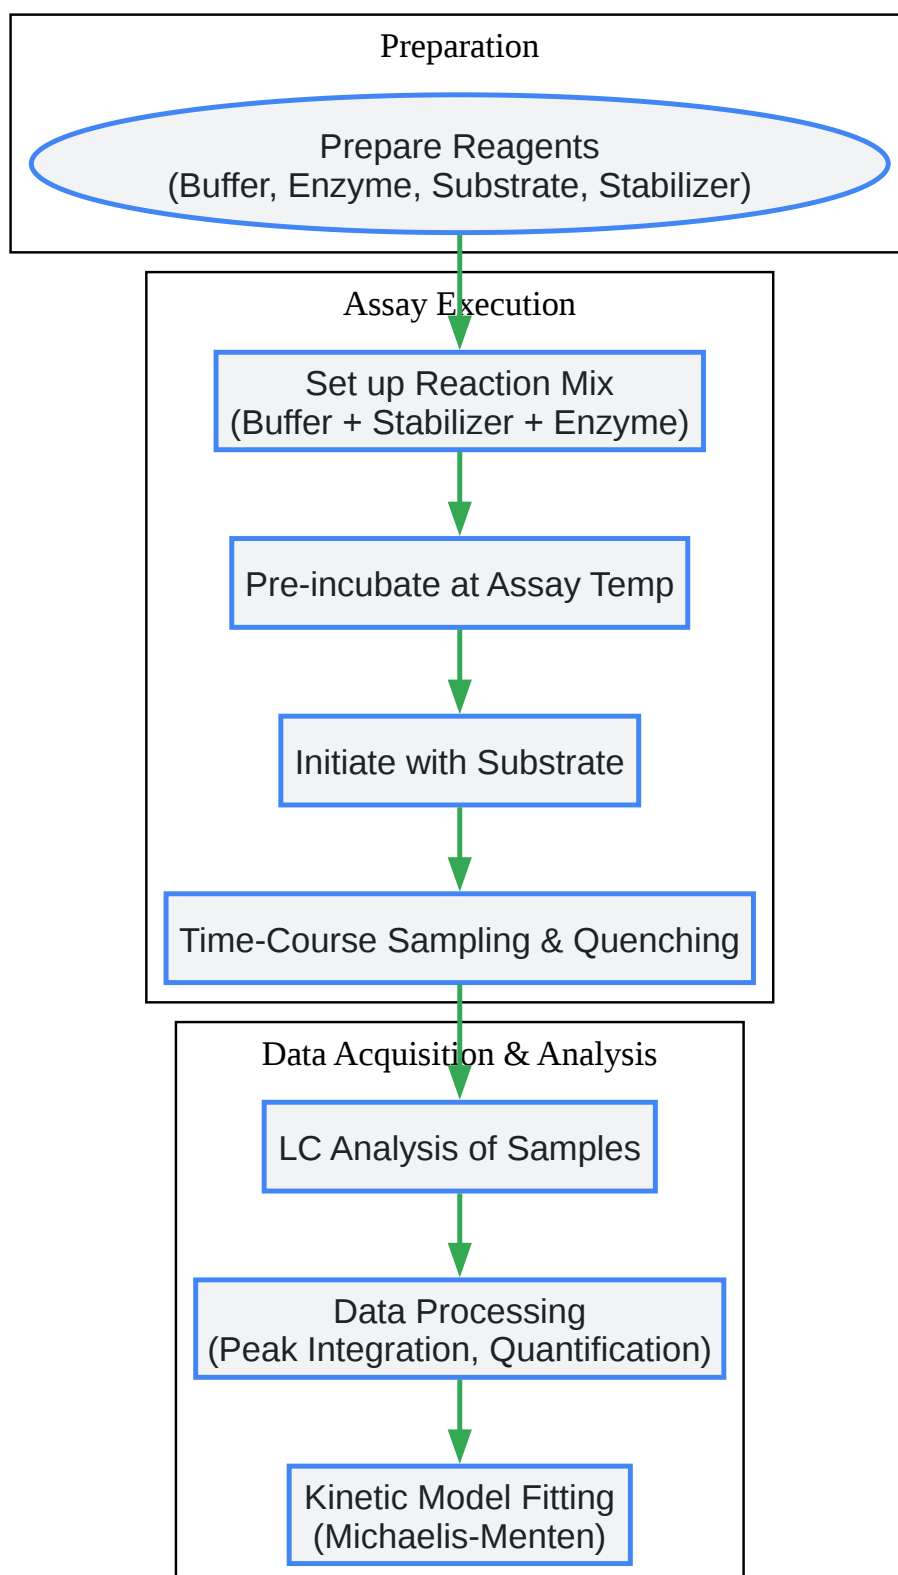 Preparation
Prepare Reagents
(Buffer, Enzyme, Substrate, Stabilizer)
Assay Execution
Set up Reaction Mix
(Buffer + Stabilizer + Enzyme)
Pre-incubate at Assay Temp
Initiate with Substrate
Time-Course Sampling & Quenching
Data Acquisition & Analysis
LC Analysis of Samples
Data Processing
(Peak Integration, Quantification)
Kinetic Model Fitting
(Michaelis-Menten)